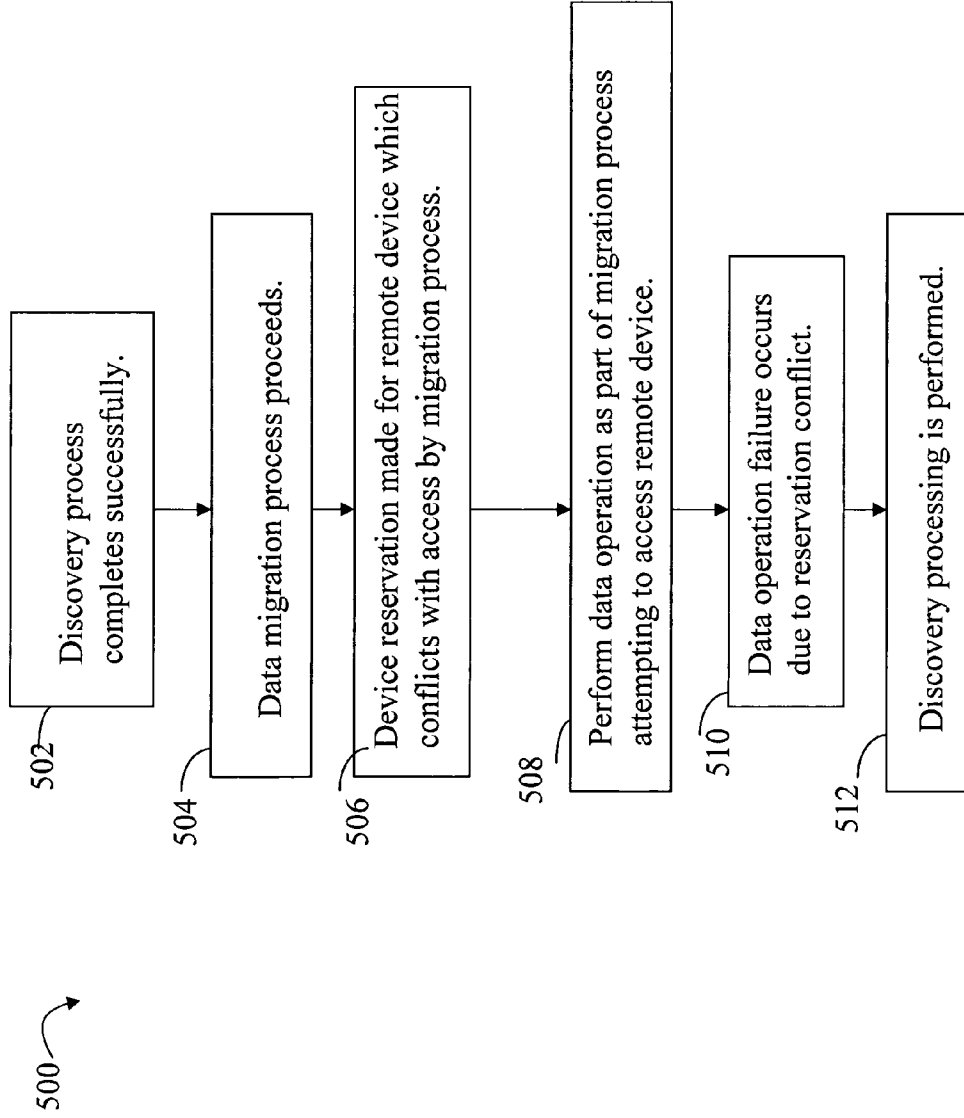 500
502
Discovery process
completes successfully.
504
Data migration process proceeds.
506
Device reservation made for remote device which
conflicts with access by migration process.
508
Perform data operation as part of migration process
attempting to access remote device.
510
Data operation failure occurs
due to reservation conflict.
512
Discovery processing is performed.